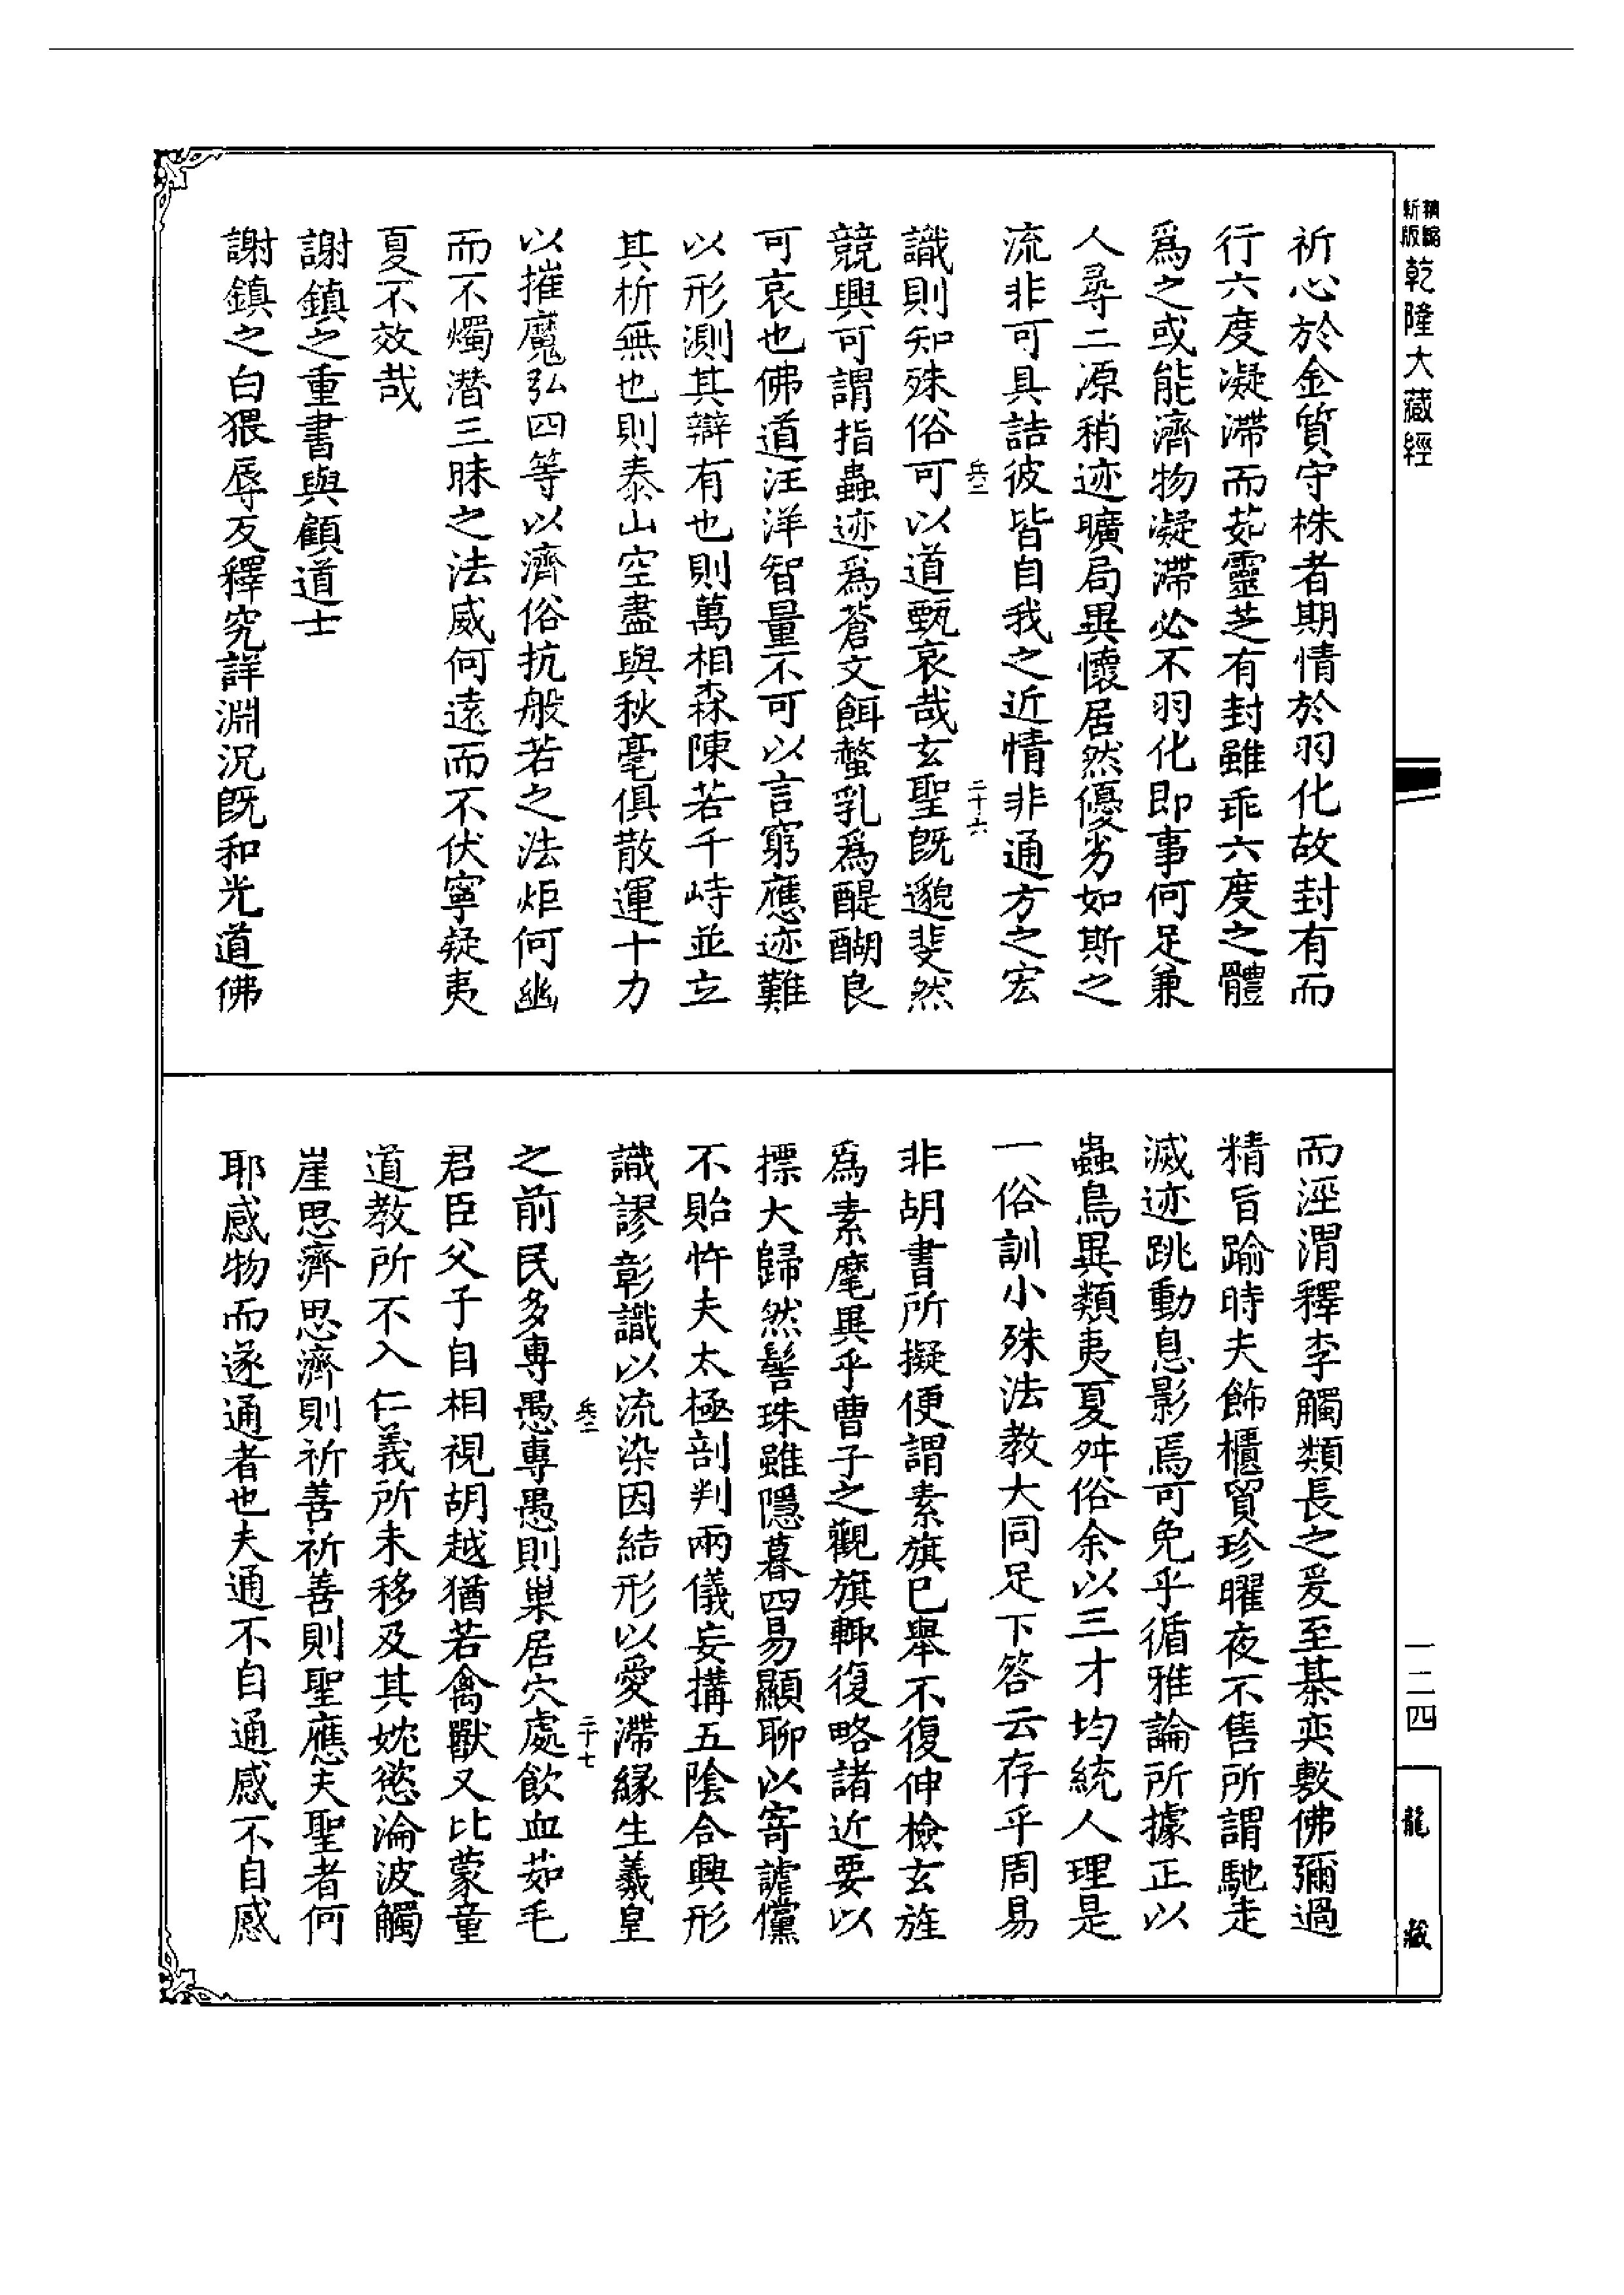 新版
精縮
乾隆大藏經
祈心於金質守株者期情於羽化故封有而
行六度凝滯而茹靈芝有封雖乖六度之體
爲之或能濟物凝滯必不羽化即事何足兼
人尋二源稍迹曠局異懷居然優劣如斯之
流非可具詰彼皆自我之近情非通方之宏
兵二
二十六
識則知殊俗可以道甄哀哉玄聖既邈斐然
競興可謂指蟲迹爲蒼文餌螫乳爲醍醐良
可哀也佛道汪洋智量不可以言窮應迹難
以形測其辯有也則萬相森陳若千峙並立
其析無也則泰山空盡與秋毫俱散運十力
以摧魔弘四等以濟俗抗般若之法炬何幽
而不燭潛三昧之法威何遠而不伏寧疑夷
夏不效哉
謝鎮之重書與顧道士
謝鎮之白猥辱反釋究詳淵況既和光道佛
而涇渭釋李觸類長之爰至棊奕敷佛彌過
精旨踰時夫飾櫃貿珍曜夜不售所謂馳走
滅迹跳動息影焉可免乎循雅論所據正以
蟲鳥異類夷夏舛俗余以三才均統人理是
一俗訓小殊法教大同足下答云存乎周易
非胡書所擬便謂素旗已舉不復伸檢玄旌
爲素麾異乎曹子之觀旗輙復略諸近要以
摽大歸然髻珠雖隱暮四易顯聊以寄謔儻
不貽忤夫太極剖判兩儀妄搆五陰合興形
識謬彰識以流染因結形以愛滯緣生羲皇
兵二
二十七
之前民多專愚專愚則巢居穴處飲血茹毛
君臣父子自相視胡越猶若禽獸又比蒙童
道教所不入仁義所未移及其妉慾淪波觸
崖思濟思濟則祈善祈善則聖應夫聖者何
耶感物而遂通者也夫通不自通感不自感
一二四
龍藏